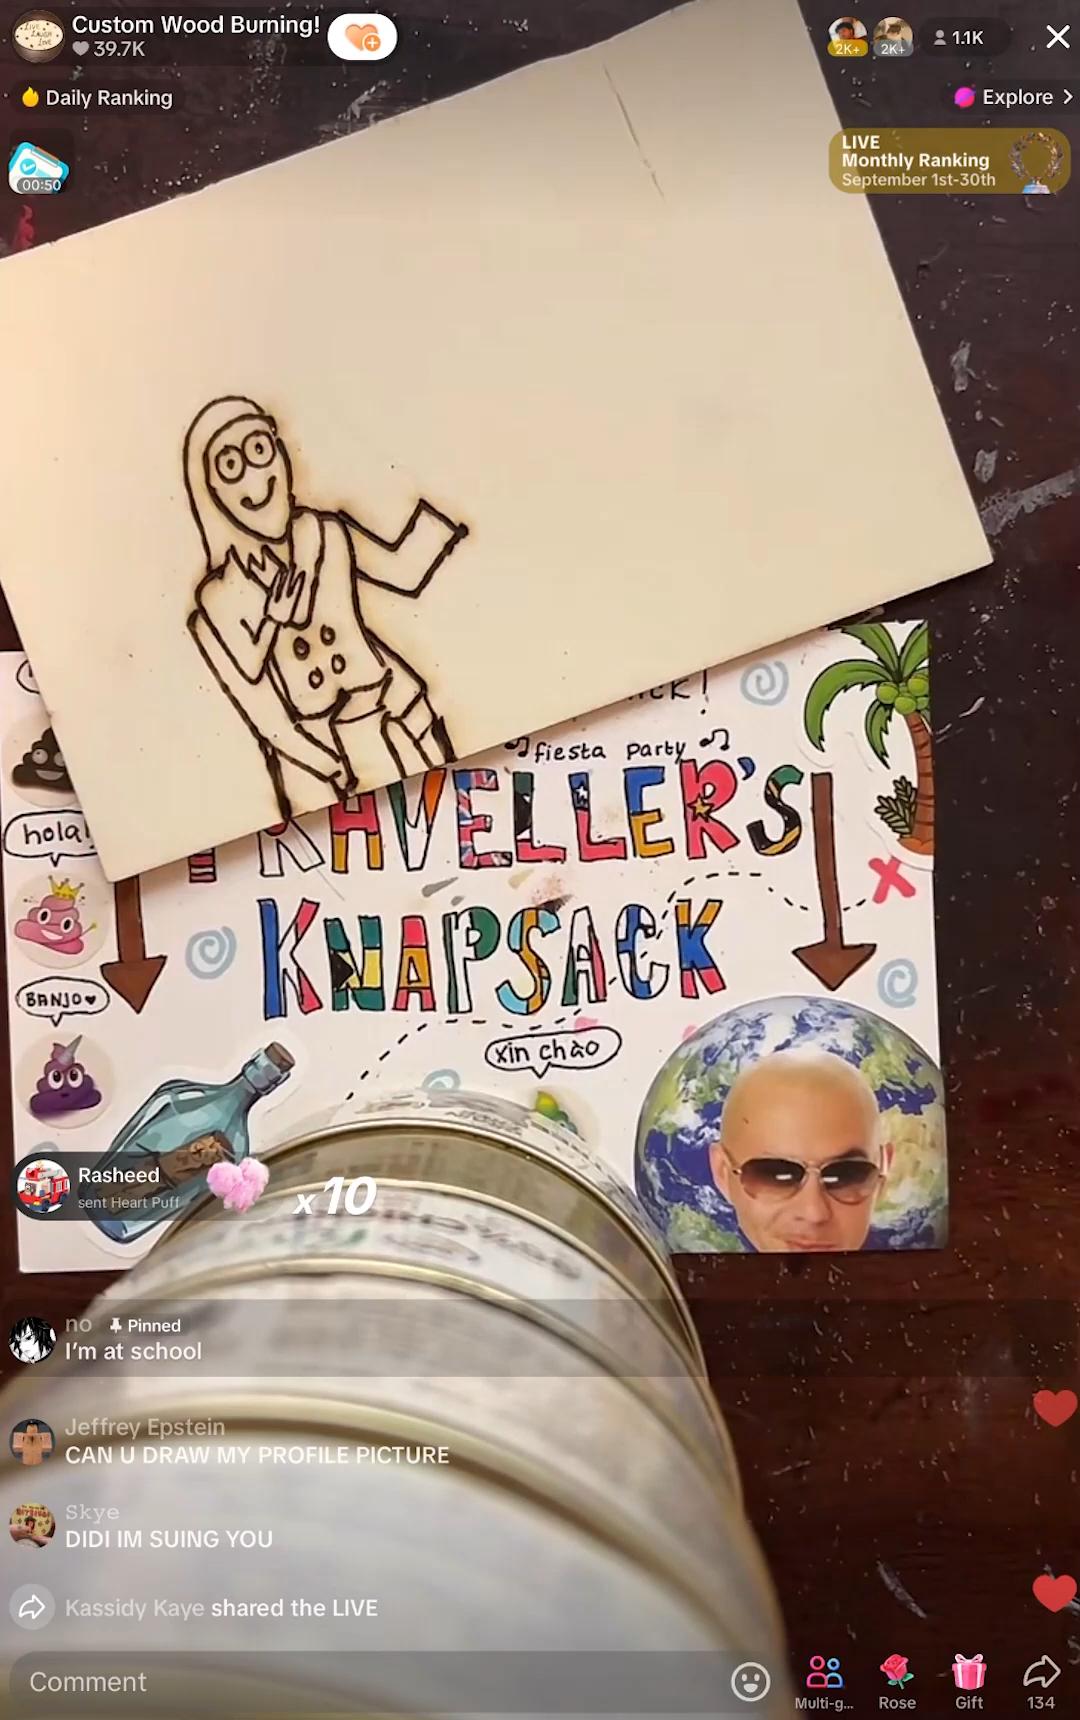 Custom Wood Burning!
39.7K
2K+
2K+
1.1K
Daily Ranking
Explore
00:50
LIVE
Monthly Ranking
September 1st-30th
fiesta party
TRAVELLER'S
hola!
KNAPSACK
BANJO
xin chào
Rasheed
sent Heart Puff
x10
no Pinned
I'm at school
Jeffrey Epstein
CAN U DRAW MY PROFILE PICTURE
Skye
DIDI IM SUING YOU
Kassidy Kaye shared the LIVE
Comment
Multi-g...
Rose
Gift
134